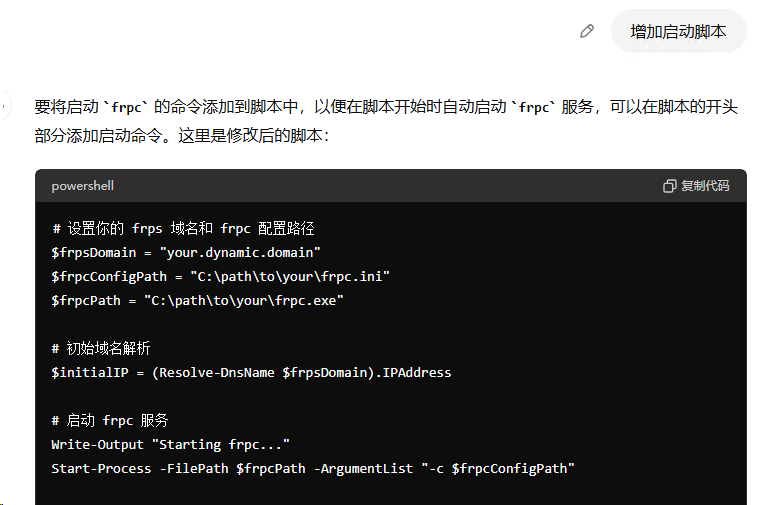 增加启动脚本
要将启动 `frpc` 的命令添加到脚本中，以便在脚本开始时自动启动 `frpc` 服务，可以在脚本的开头
部分添加启动命令。这里是修改后的脚本：
powershell
复制代码
# 设置你的 frps 域名和 frpc 配置路径
$frpsDomain = "your.dynamic.domain"
$frpcConfigPath = "C:\path\to\your\frpc.ini"
$frpcPath = "C:\path\to\your\frpc.exe"
# 初始域名解析
$initialIP = (Resolve-DnsName $frpsDomain).IPAddress
# 启动 frpc 服务
Write-Output "Starting frpc..."
Start-Process -FilePath $frpcPath -ArgumentList "-c $frpcConfigPath"